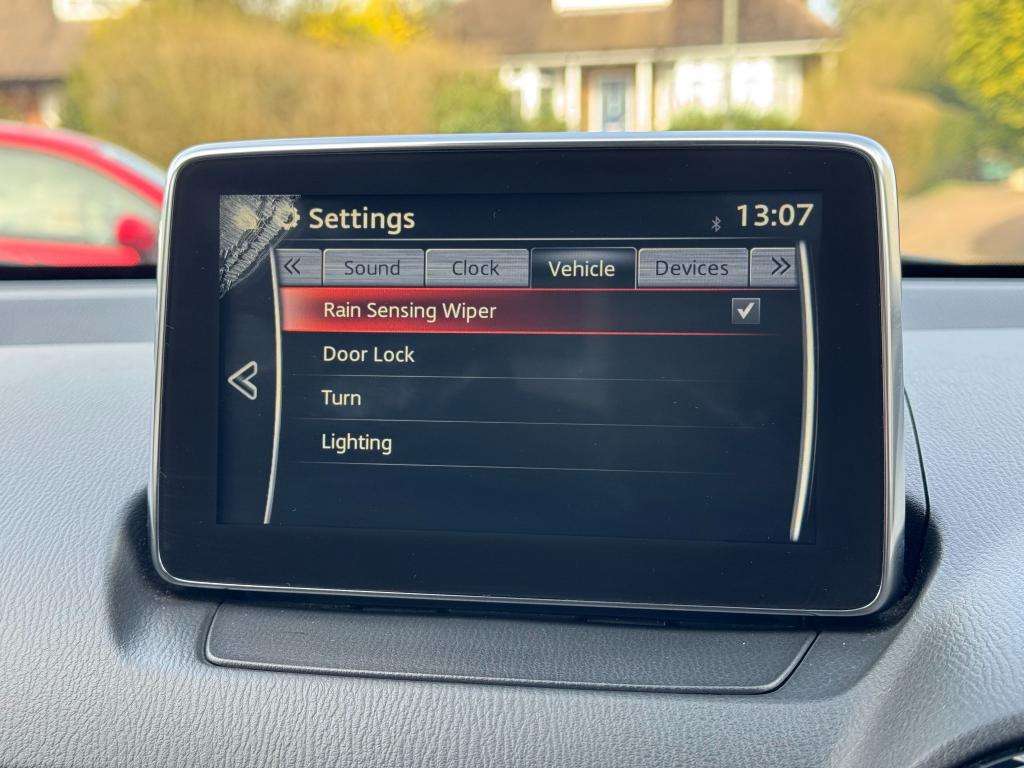 Settings
13:07
Sound Clock Vehicle Devices
Rain Sensing Wiper
Door Lock
Turn
Lighting